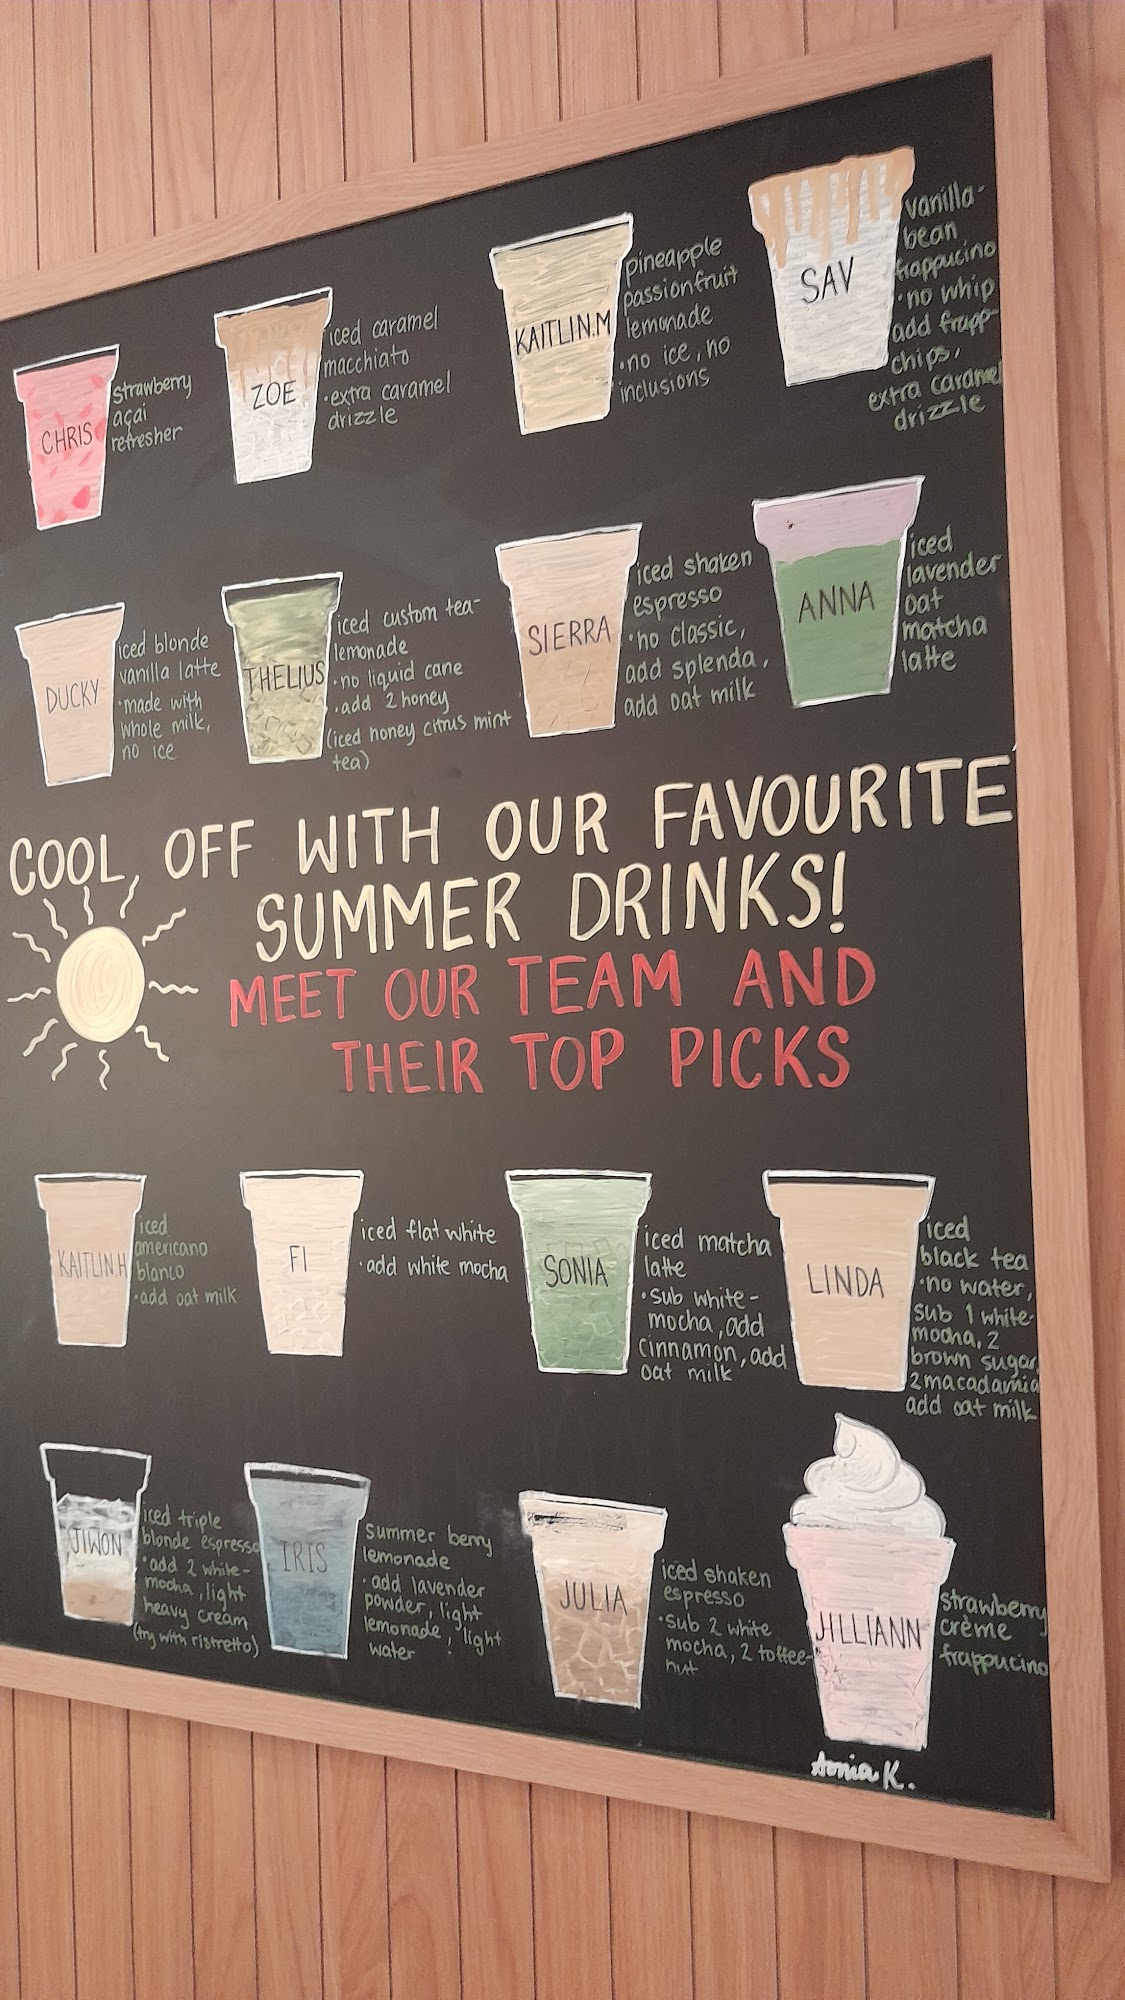 CHRIS
strawberry
açai
refresher
ZOE
iced caramel
macchiato
·extra caramel
drizzle
KAITLIN.M
pineapple
passionfruit
lemonade
·no ice, no
inclusions
SAV
vanilla-
bean
frappucino
·no whip
add frapp-
chips,
extra caramel
drizzle
DUCKY
iced blonde
vanilla latte
·made with
whole milk,
no ice
THELIUS
iced custom tea-
lemonade
·no liquid cane
·add 2 honey
(iced honey citrus mint
tea)
SIERRA
iced shaken
espresso
·no classic,
add splenda,
add oat milk
ANNA
iced
lavender
oat
matcha
latte
COOL OFF WITH OUR FAVOURITE
SUMMER DRINKS!
MEET OUR TEAM AND
THEIR TOP PICKS
KAITLIN.H
iced
americano
blanco
·add oat milk
FI
iced flat white
·add white mocha
SONIA
iced matcha
latte
·sub white-
mocha, add
cinnamon, add
oat milk
LINDA
iced
black tea
·no water,
sub 1 white-
mocha, 2
brown sugar,
2 macadamia
add oat milk
JIWON
iced triple
blonde espresso
·add 2 white-
mocha, light
heavy cream
(try with ristretto)
IRIS
summer berry
lemonade
·add lavender
powder, light
lemonade, light
water
JULIA
iced shaken
espresso
·sub 2 white
mocha, 2 toffee-
nut
JILLIANN
strawberry
crème
frappucino
K.